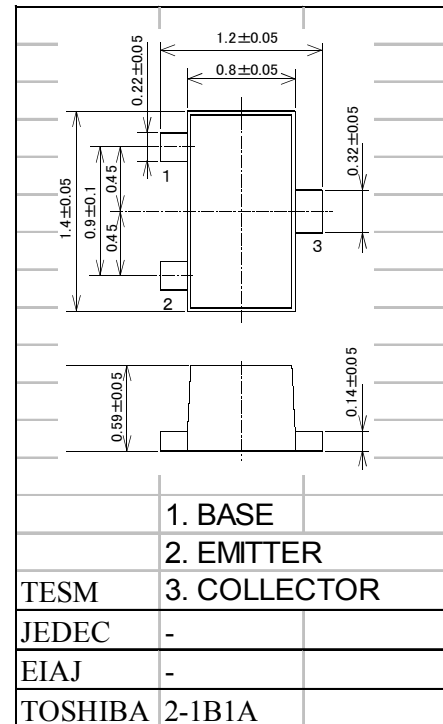 1.2±0.05
0.8±0.05
0.22±0.05
1.4±0.05
0.9±0.1
0.45
0.45
0.32±0.05
1
2
3
0.59±0.05
0.14±0.05
1. BASE
2. EMITTER
TESM 3. COLLECTOR
JEDEC -
EIAJ -
TOSHIBA 2-1B1A